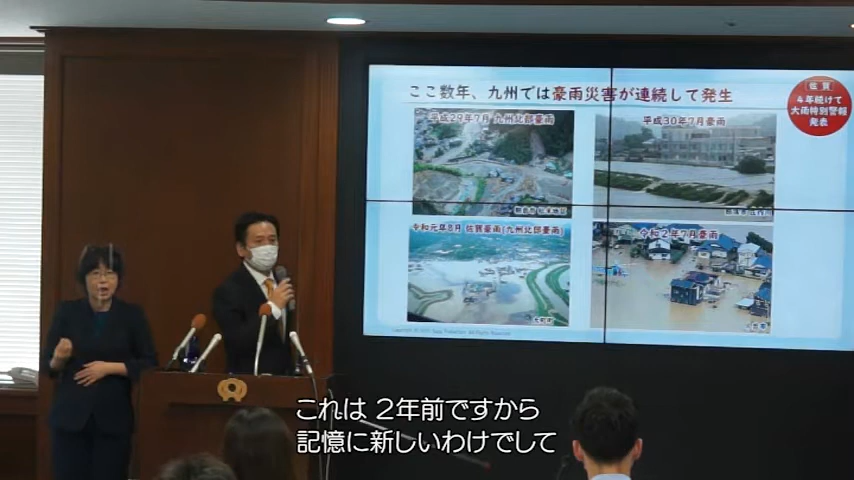 ここ数年、九州では豪雨災害が連続して発生
佐賀
4年続けて
大雨特別警報
発表
平成29年7月 九州北部豪雨
平成30年7月豪雨
令和元年8月 佐賀豪雨(九州北部豪雨)
令和2年7月豪雨
大町町
これは 2年前ですから
記憶に新しいわけでして